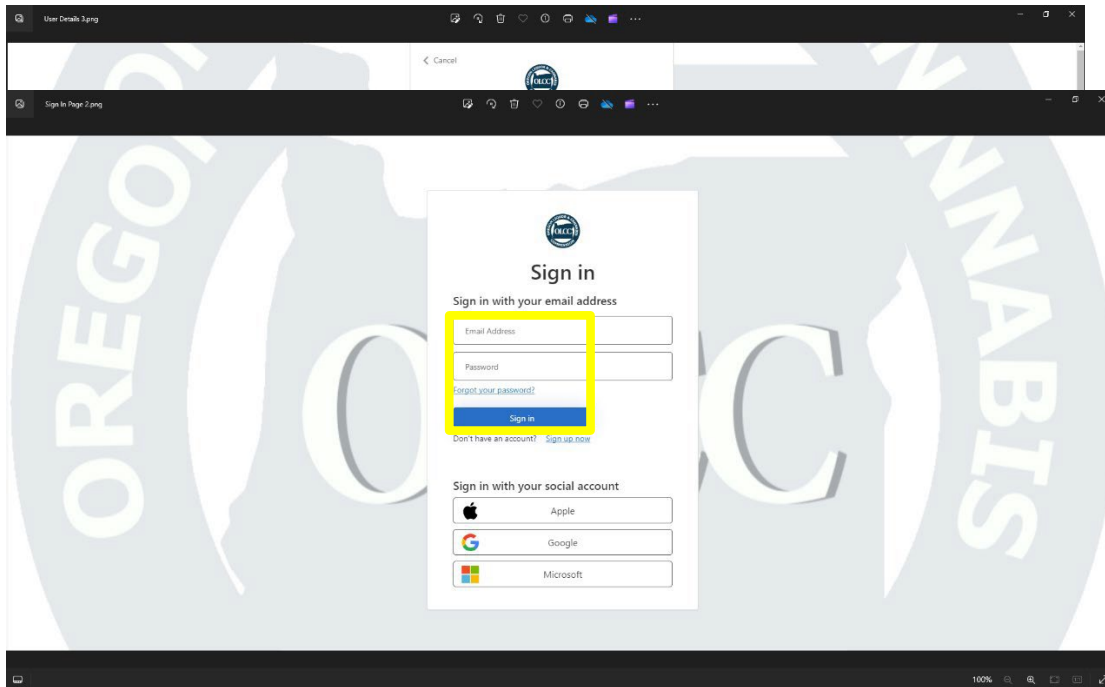 User Details 3.png
Cancel
OLCC
Sign In Page 2.png
OREGON
CANNABIS
OLCC
OLCC
Sign in
Sign in with your email address
Email Address
Password
Forgot your password?
Sign in
Don't have an account? Sign up now
Sign in with your social account
Apple
Google
Microsoft
100%